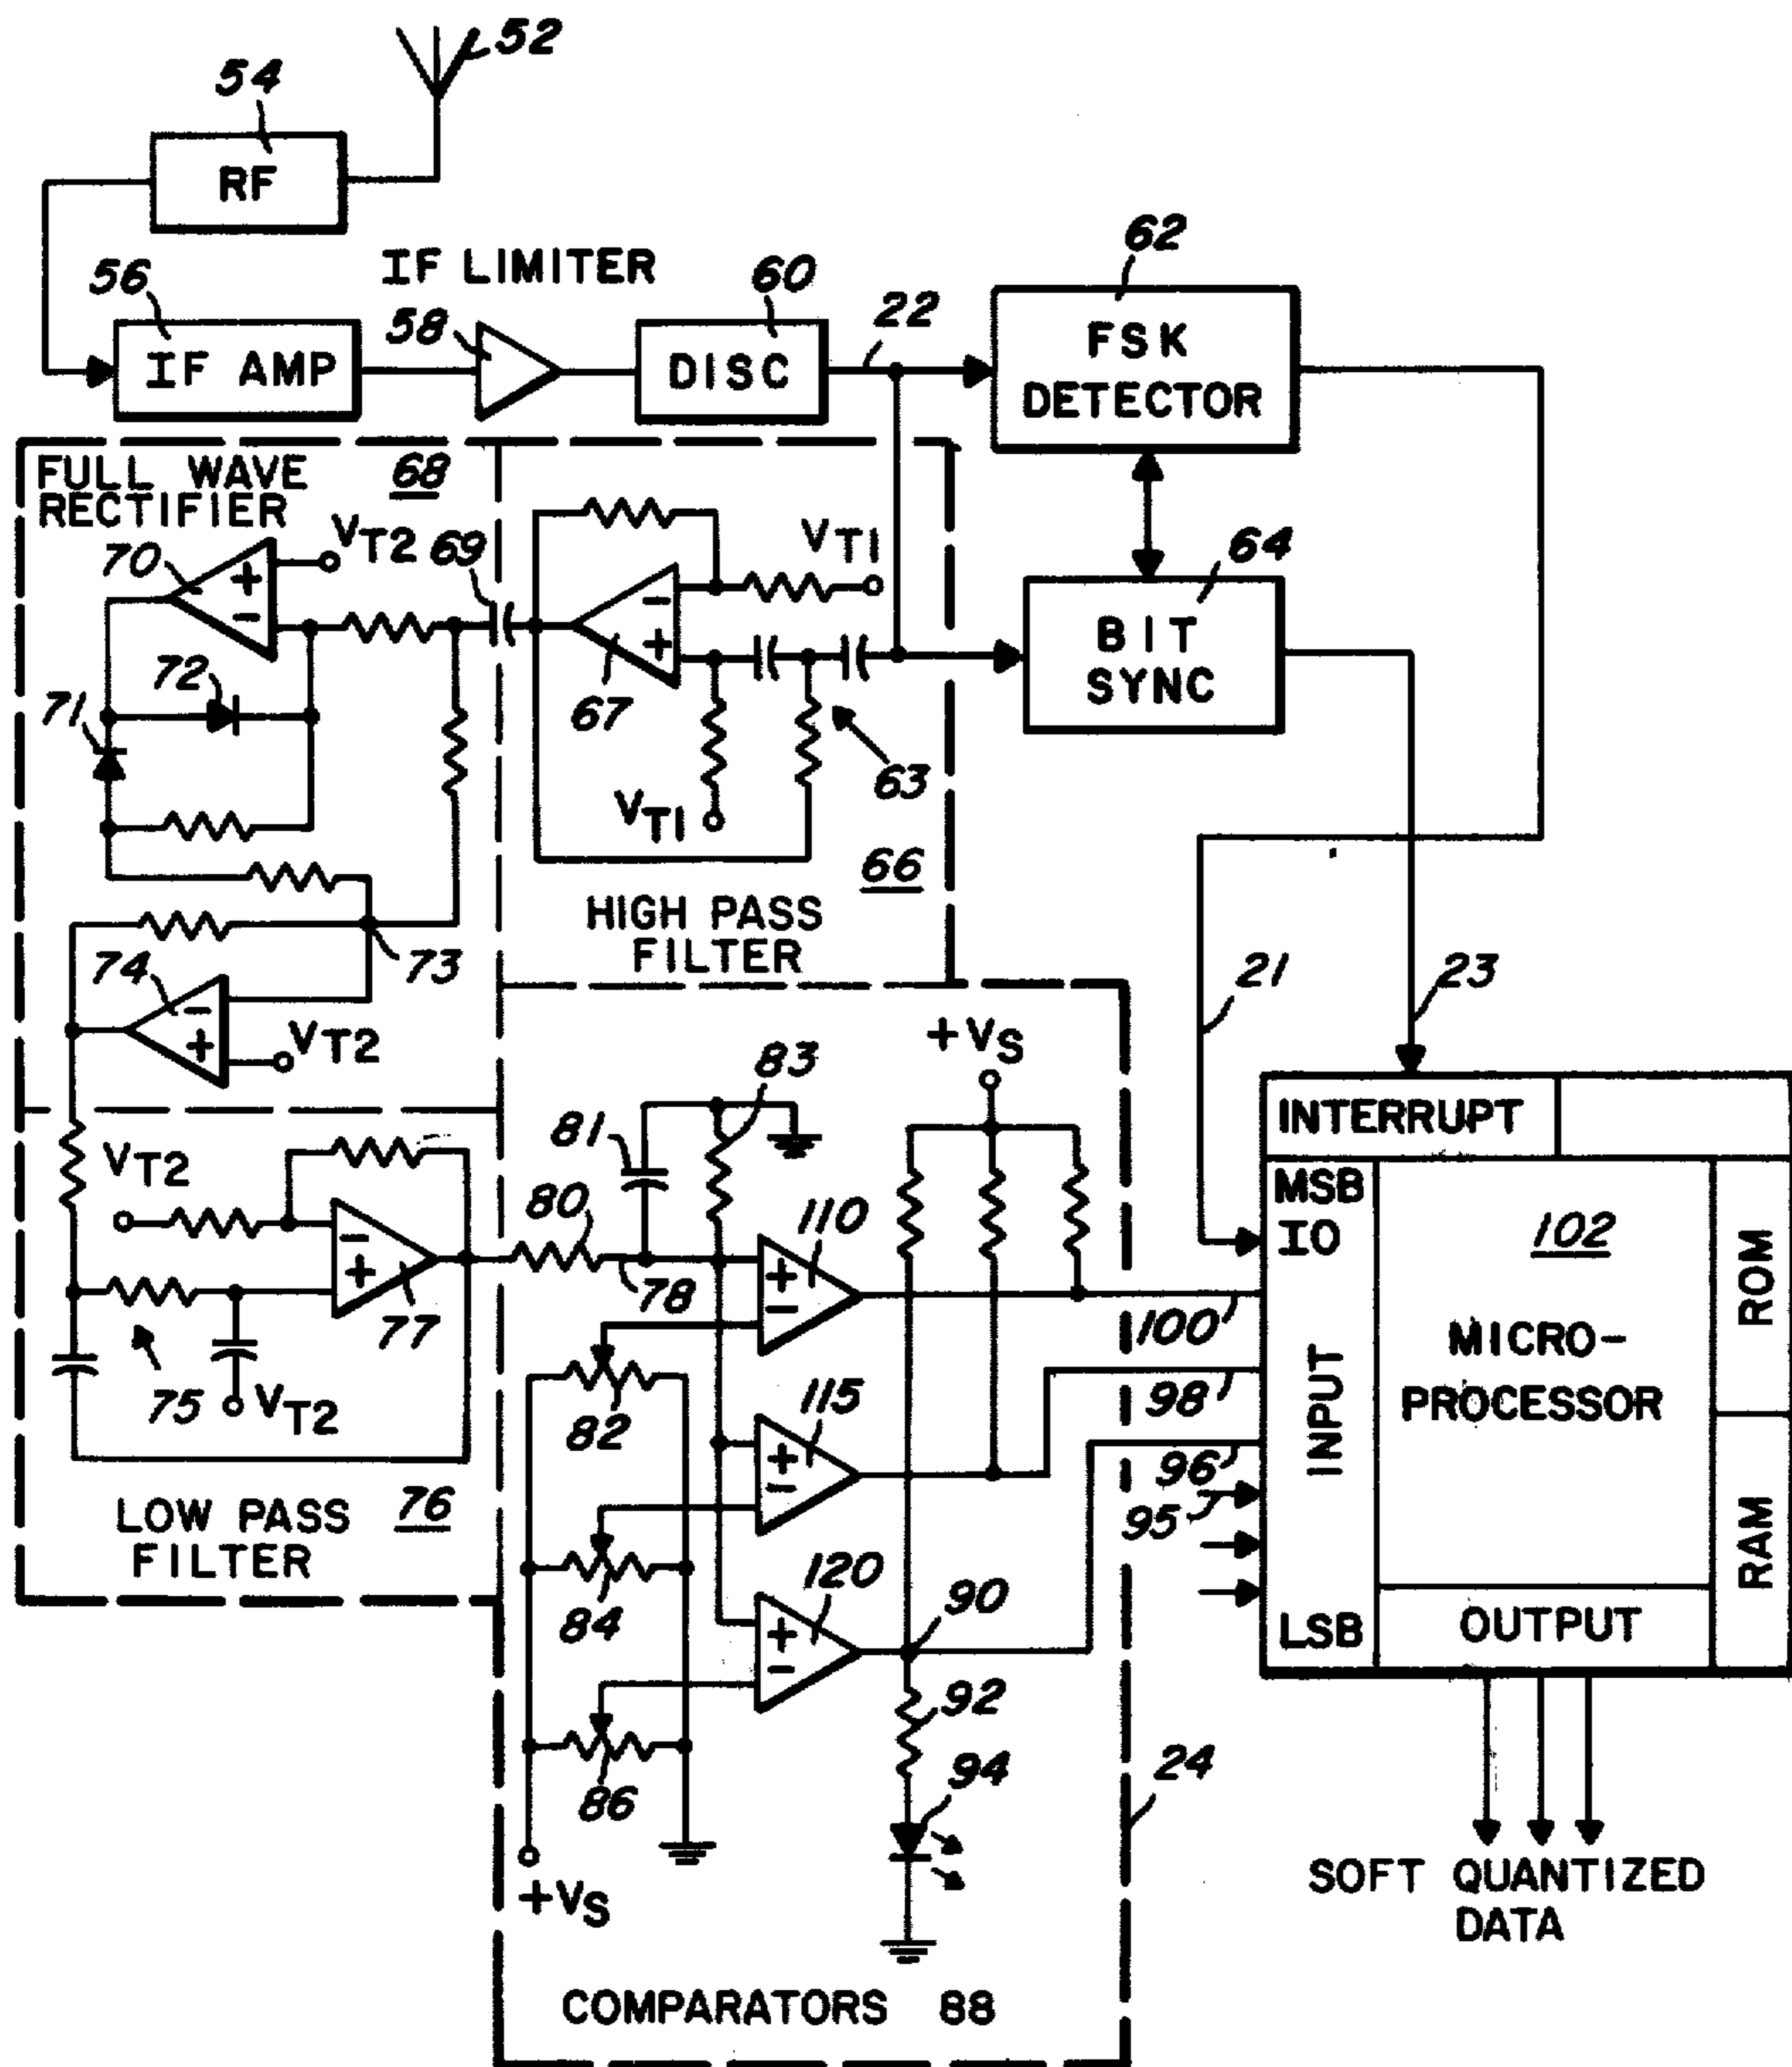 52
54
RF
IF LIMITER
56
IF AMP
58
60
DISC
22
62
FSK
DETECTOR
FULL WAVE
RECTIFIER
68
70
+
-
VT2
69
72
71
VT1
-
+
67
VT1
63
66
HIGH PASS
FILTER
64
BIT
SYNC
73
74
-
+
VT2
21
23
+VS
83
81
80
78
VT2
-
+
77
75
VT2
LOW PASS
FILTER
76
110
+
-
82
115
+
-
84
120
+
-
86
90
92
94
+VS
24
COMPARATORS 88
INTERRUPT
MSB
IO
INPUT
LSB
102
MICRO-
PROCESSOR
ROM
RAM
OUTPUT
100
98
96
95
SOFT QUANTIZED
DATA